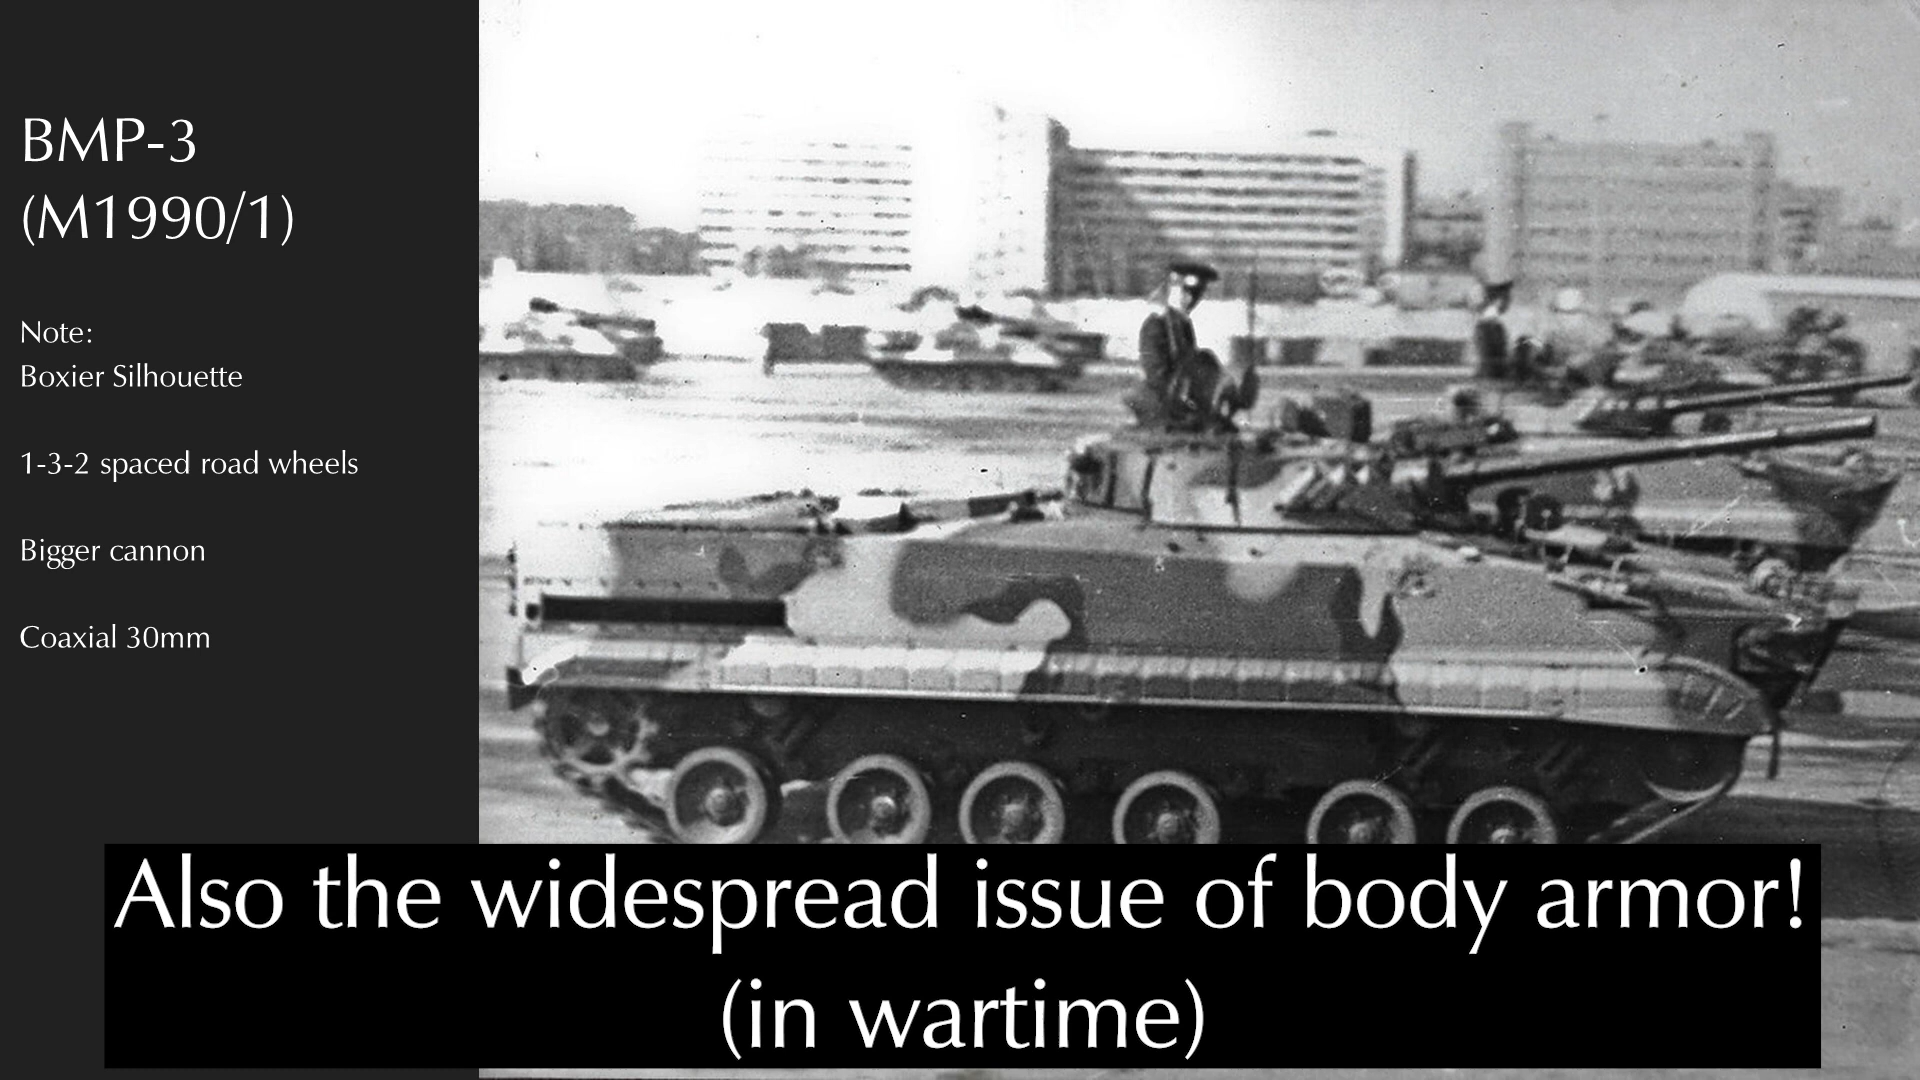 BMP-3
(M1990/1)
Note:
Boxier Silhouette
1-3-2 spaced road wheels
Bigger cannon
Coaxial 30mm
Also the widespread issue of body armor!
(in wartime)